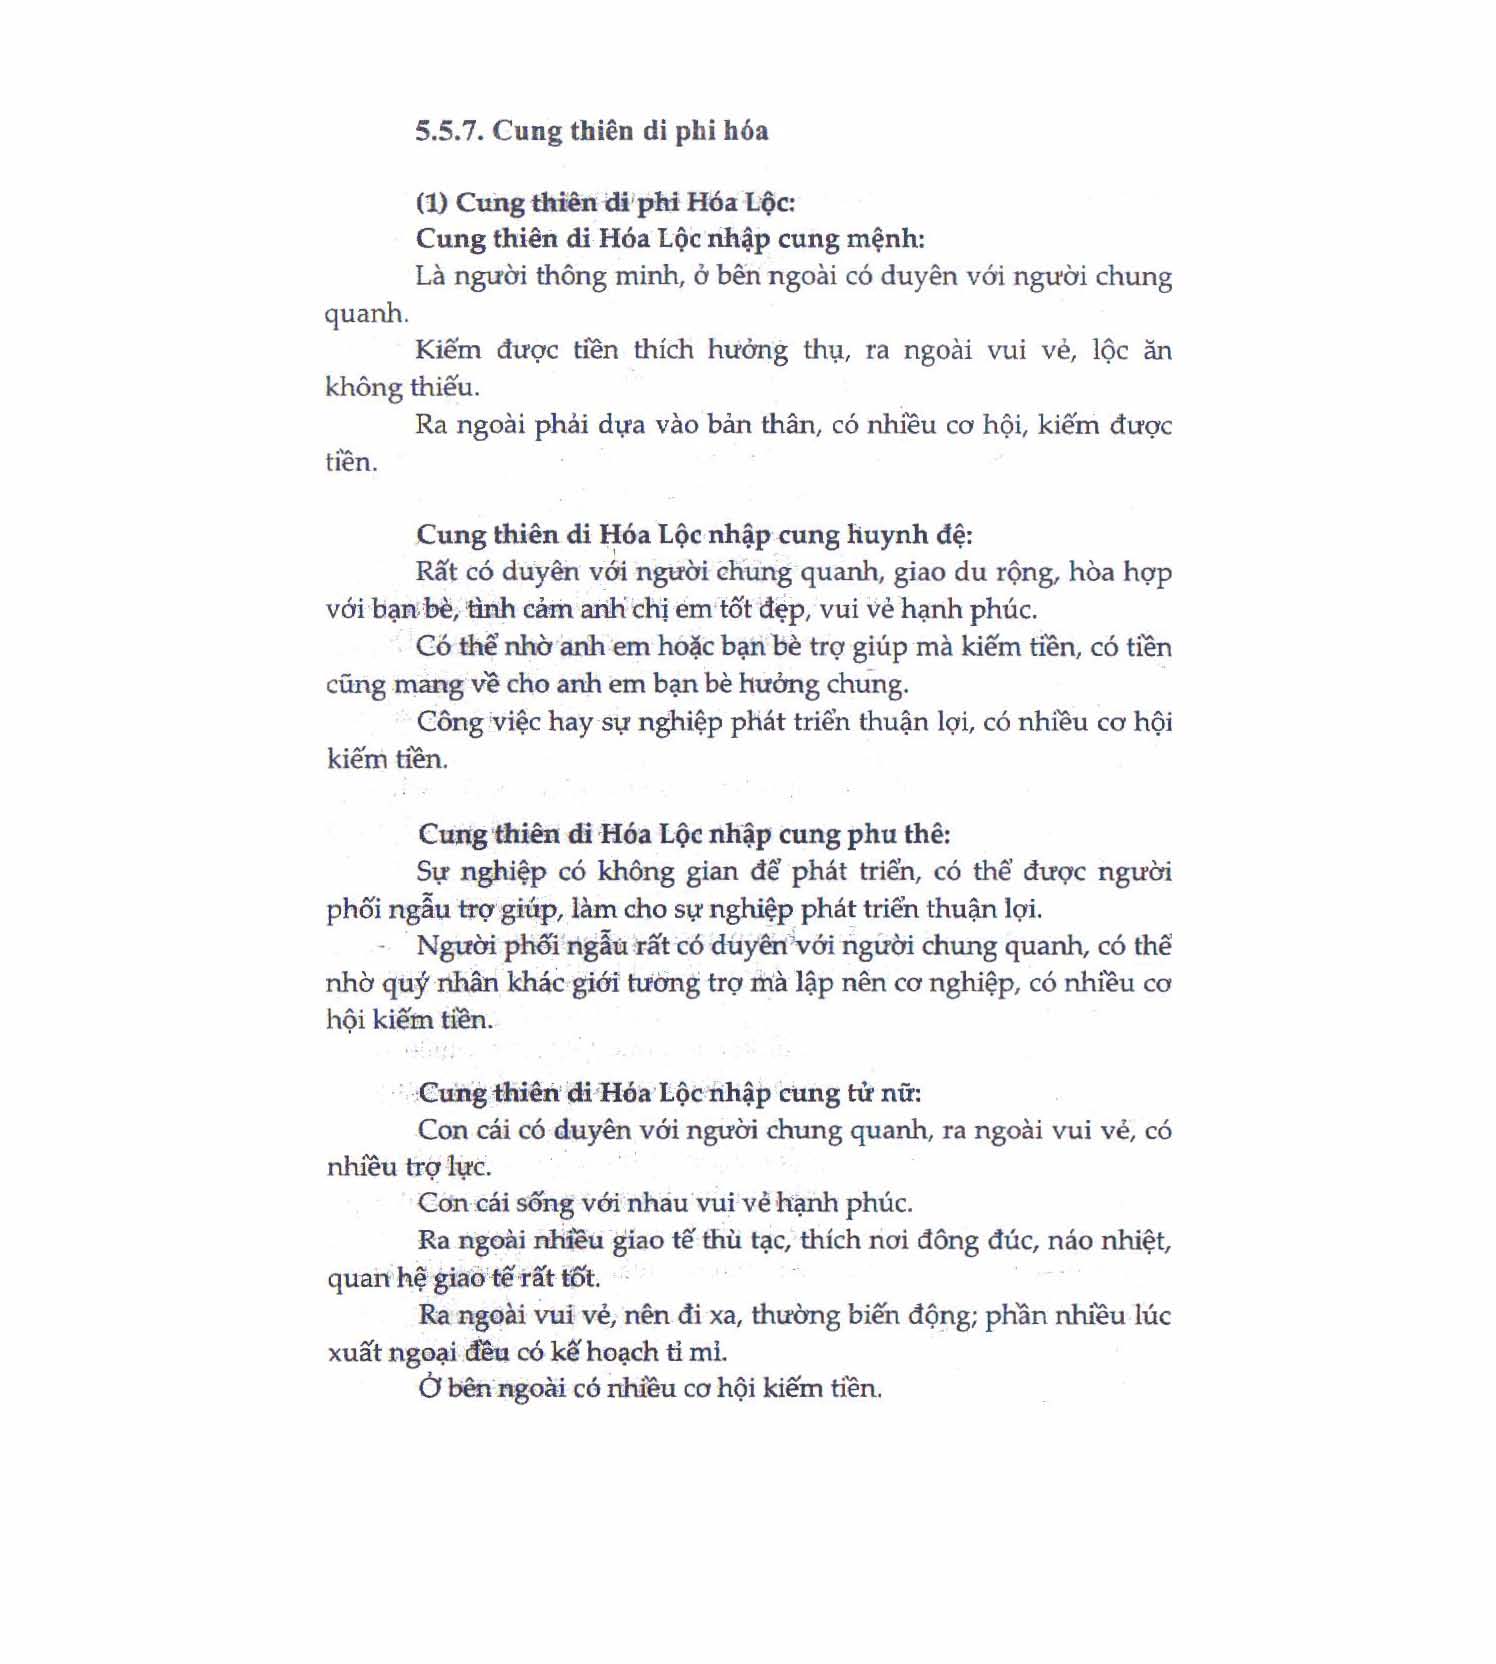 5.5.7. Cung thiên di phi hóa
(1) Cung thiên di phi Hóa Lộc:
Cung thiên di Hóa Lộc nhập cung mệnh:
Là người thông minh, ở bên ngoài có duyên với người chung
quanh.
Kiếm được tiền thích hưởng thụ, ra ngoài vui vẻ, lộc ăn
không thiếu.
Ra ngoài phải dựa vào bản thân, có nhiều cơ hội, kiếm được
tiền.
Cung thiên di Hóa Lộc nhập cung huynh đệ:
Rất có duyên với người chung quanh, giao du rộng, hòa hợp
với bạn bè, tình cảm anh chị em tốt đẹp, vui vẻ hạnh phúc.
Có thể nhờ anh em hoặc bạn bè trợ giúp mà kiếm tiền, có tiền
cũng mang về cho anh em bạn bè hưởng chung.
Công việc hay sự nghiệp phát triển thuận lợi, có nhiều cơ hội
kiếm tiền.
Cung thiên di Hóa Lộc nhập cung phu thê:
Sự nghiệp có không gian để phát triển, có thể được người
phối ngẫu trợ giúp, làm cho sự nghiệp phát triển thuận lợi.
Người phối ngẫu rất có duyên với người chung quanh, có thể
nhờ quý nhân khác giới tương trợ mà lập nên cơ nghiệp, có nhiều cơ
hội kiếm tiền.
Cung thiên di Hóa Lộc nhập cung tử nữ:
Con cái có duyên với người chung quanh, ra ngoài vui vẻ, có
nhiều trợ lực.
Con cái sống với nhau vui vẻ hạnh phúc.
Ra ngoài nhiều giao tế thù tạc, thích nơi đông đúc, náo nhiệt,
quan hệ giao tế rất tốt.
Ra ngoài vui vẻ, nên đi xa, thường biến động; phần nhiều lúc
xuất ngoại đều có kế hoạch tỉ mỉ.
Ở bên ngoài có nhiều cơ hội kiếm tiền.